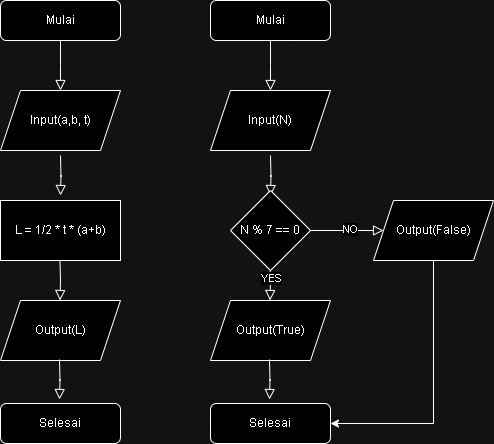 Mulai
Input(a,b, t)
L = 1/2 * t * (a+b)
Output(L)
Selesai
Mulai
Input(N)
N % 7 == 0
NO
Output(False)
YES
Output(True)
Selesai